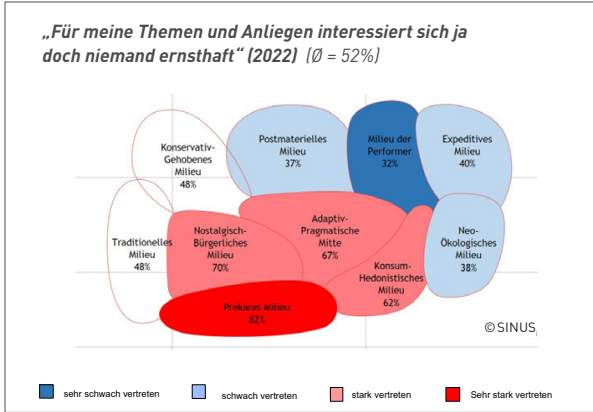 „Für meine Themen und Anliegen interessiert sich ja
doch niemand ernsthaft“ (2022) (Ø = 52%)
Konservativ-
Gehobenes
Milieu
48%
Postmaterielles
Milieu
37%
Milieu der
Performer
32%
Expeditives
Milieu
40%
Traditionelles
Milieu
48%
Nostalgisch-
Bürgerliches
Milieu
70%
Adaptiv-
Pragmatische
Mitte
67%
Konsum-
Hedonistisches
Milieu
62%
Neo-
Ökologisches
Milieu
38%
Prekäres Milieu
82%
©SINUS
sehr schwach vertreten
schwach vertreten
stark vertreten
Sehr stark vertreten